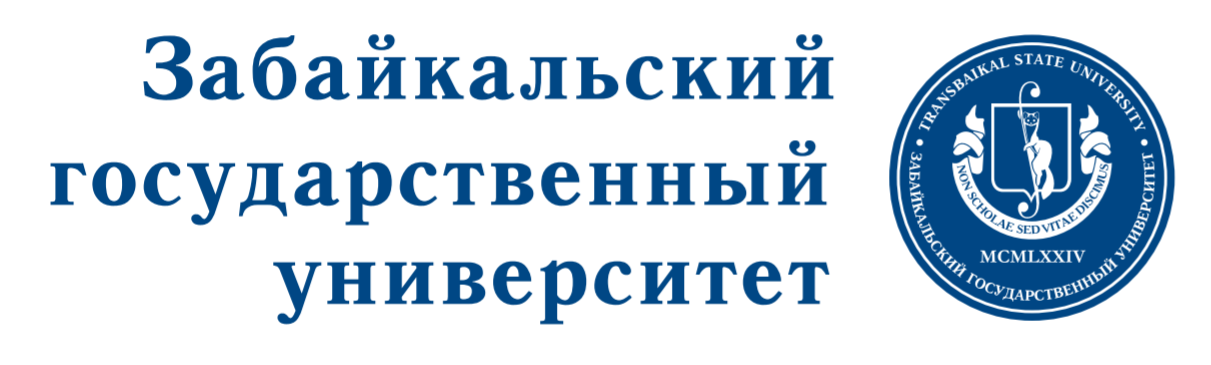 Забайкальский
государственный
университет
TRANSBAIKAL STATE UNIVERSITY
NON SCHOLAE SED VITAE DISCIMUS
MCMLXXIV
ЗАБАЙКАЛЬСКИЙ ГОСУДАРСТВЕННЫЙ УНИВЕРСИТЕТ